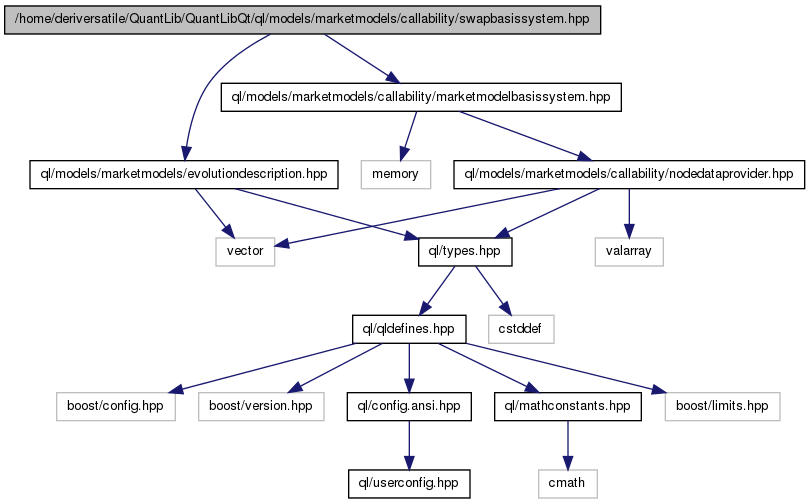 /home/deriversatile/QuantLib/QuantLibQt/ql/models/marketmodels/callability/swapbasissystem.hpp
ql/models/marketmodels/callability/marketmodelbasissystem.hpp
ql/models/marketmodels/evolutiondescription.hpp
memory
ql/models/marketmodels/callability/nodedataprovider.hpp
vector
ql/types.hpp
valarray
ql/qldefines.hpp
cstddef
boost/config.hpp
boost/version.hpp
ql/config.ansi.hpp
ql/mathconstants.hpp
boost/limits.hpp
ql/userconfig.hpp
cmath